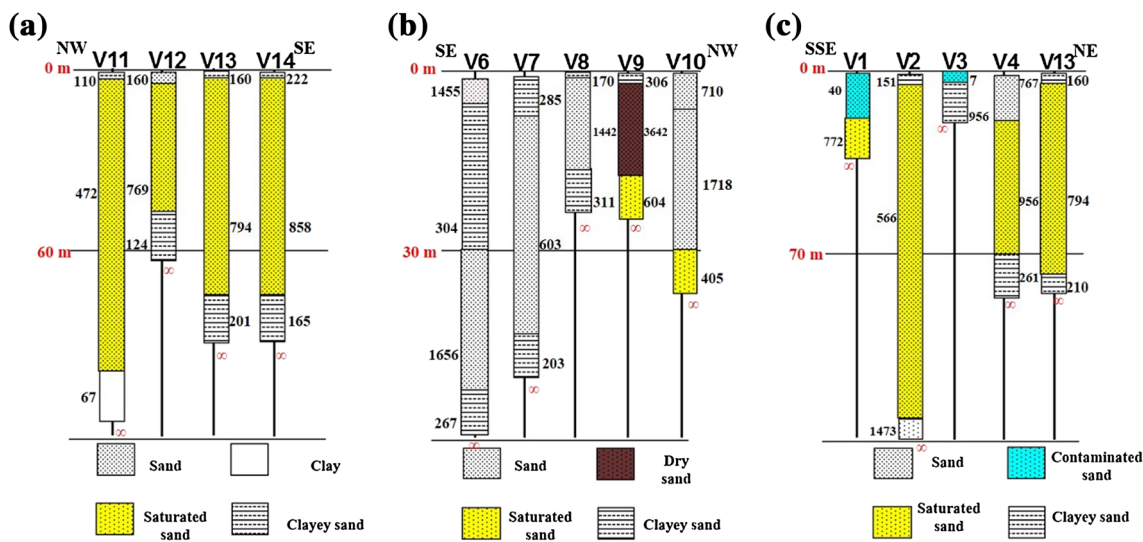 (a)
NW
V11
V12
V13
V14
SE
0 m
110
160
160
222
472
769
794
858
124
60 m
201
165
67
∞
∞
∞
∞
Sand
Clay
Saturated
sand
Clayey sand
(b)
SE
V6
V7
V8
V9
V10
NW
0 m
1455
285
170
306
710
1442
3642
1718
304
311
604
603
30 m
405
1656
203
267
∞
∞
∞
∞
∞
Sand
Dry
sand
Saturated
sand
Clayey sand
(c)
SSE
V1
V2
V3
V4
V13
NE
0 m
40
151
7
767
160
956
772
566
956
794
70 m
261
210
1473
∞
∞
∞
∞
∞
Sand
Contaminated
sand
Saturated
sand
Clayey sand